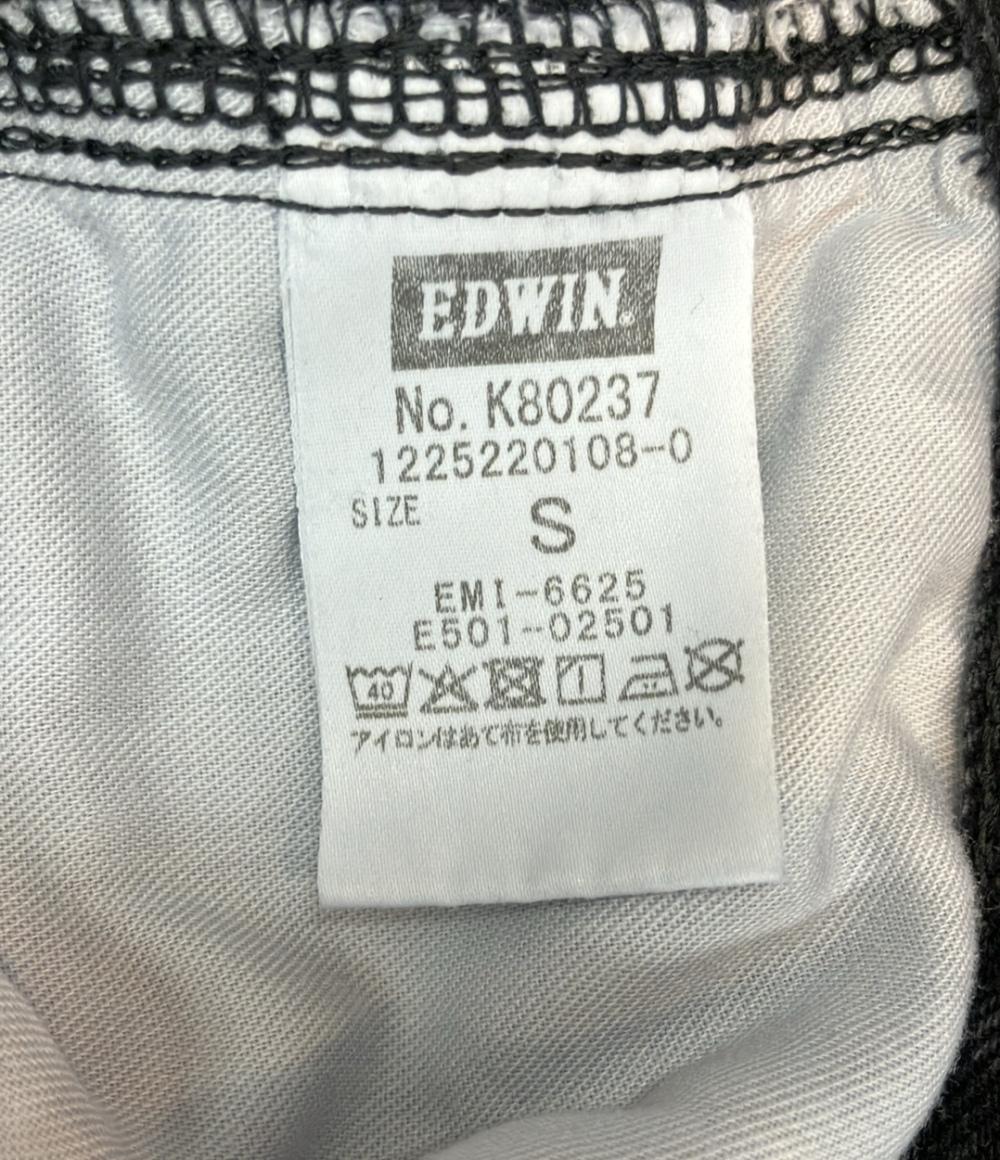 EDWIN.
No. K80237
1225220108-0
SIZE S
EMI-6625
E501-02501
40
アイロンはあて布を使用してください。